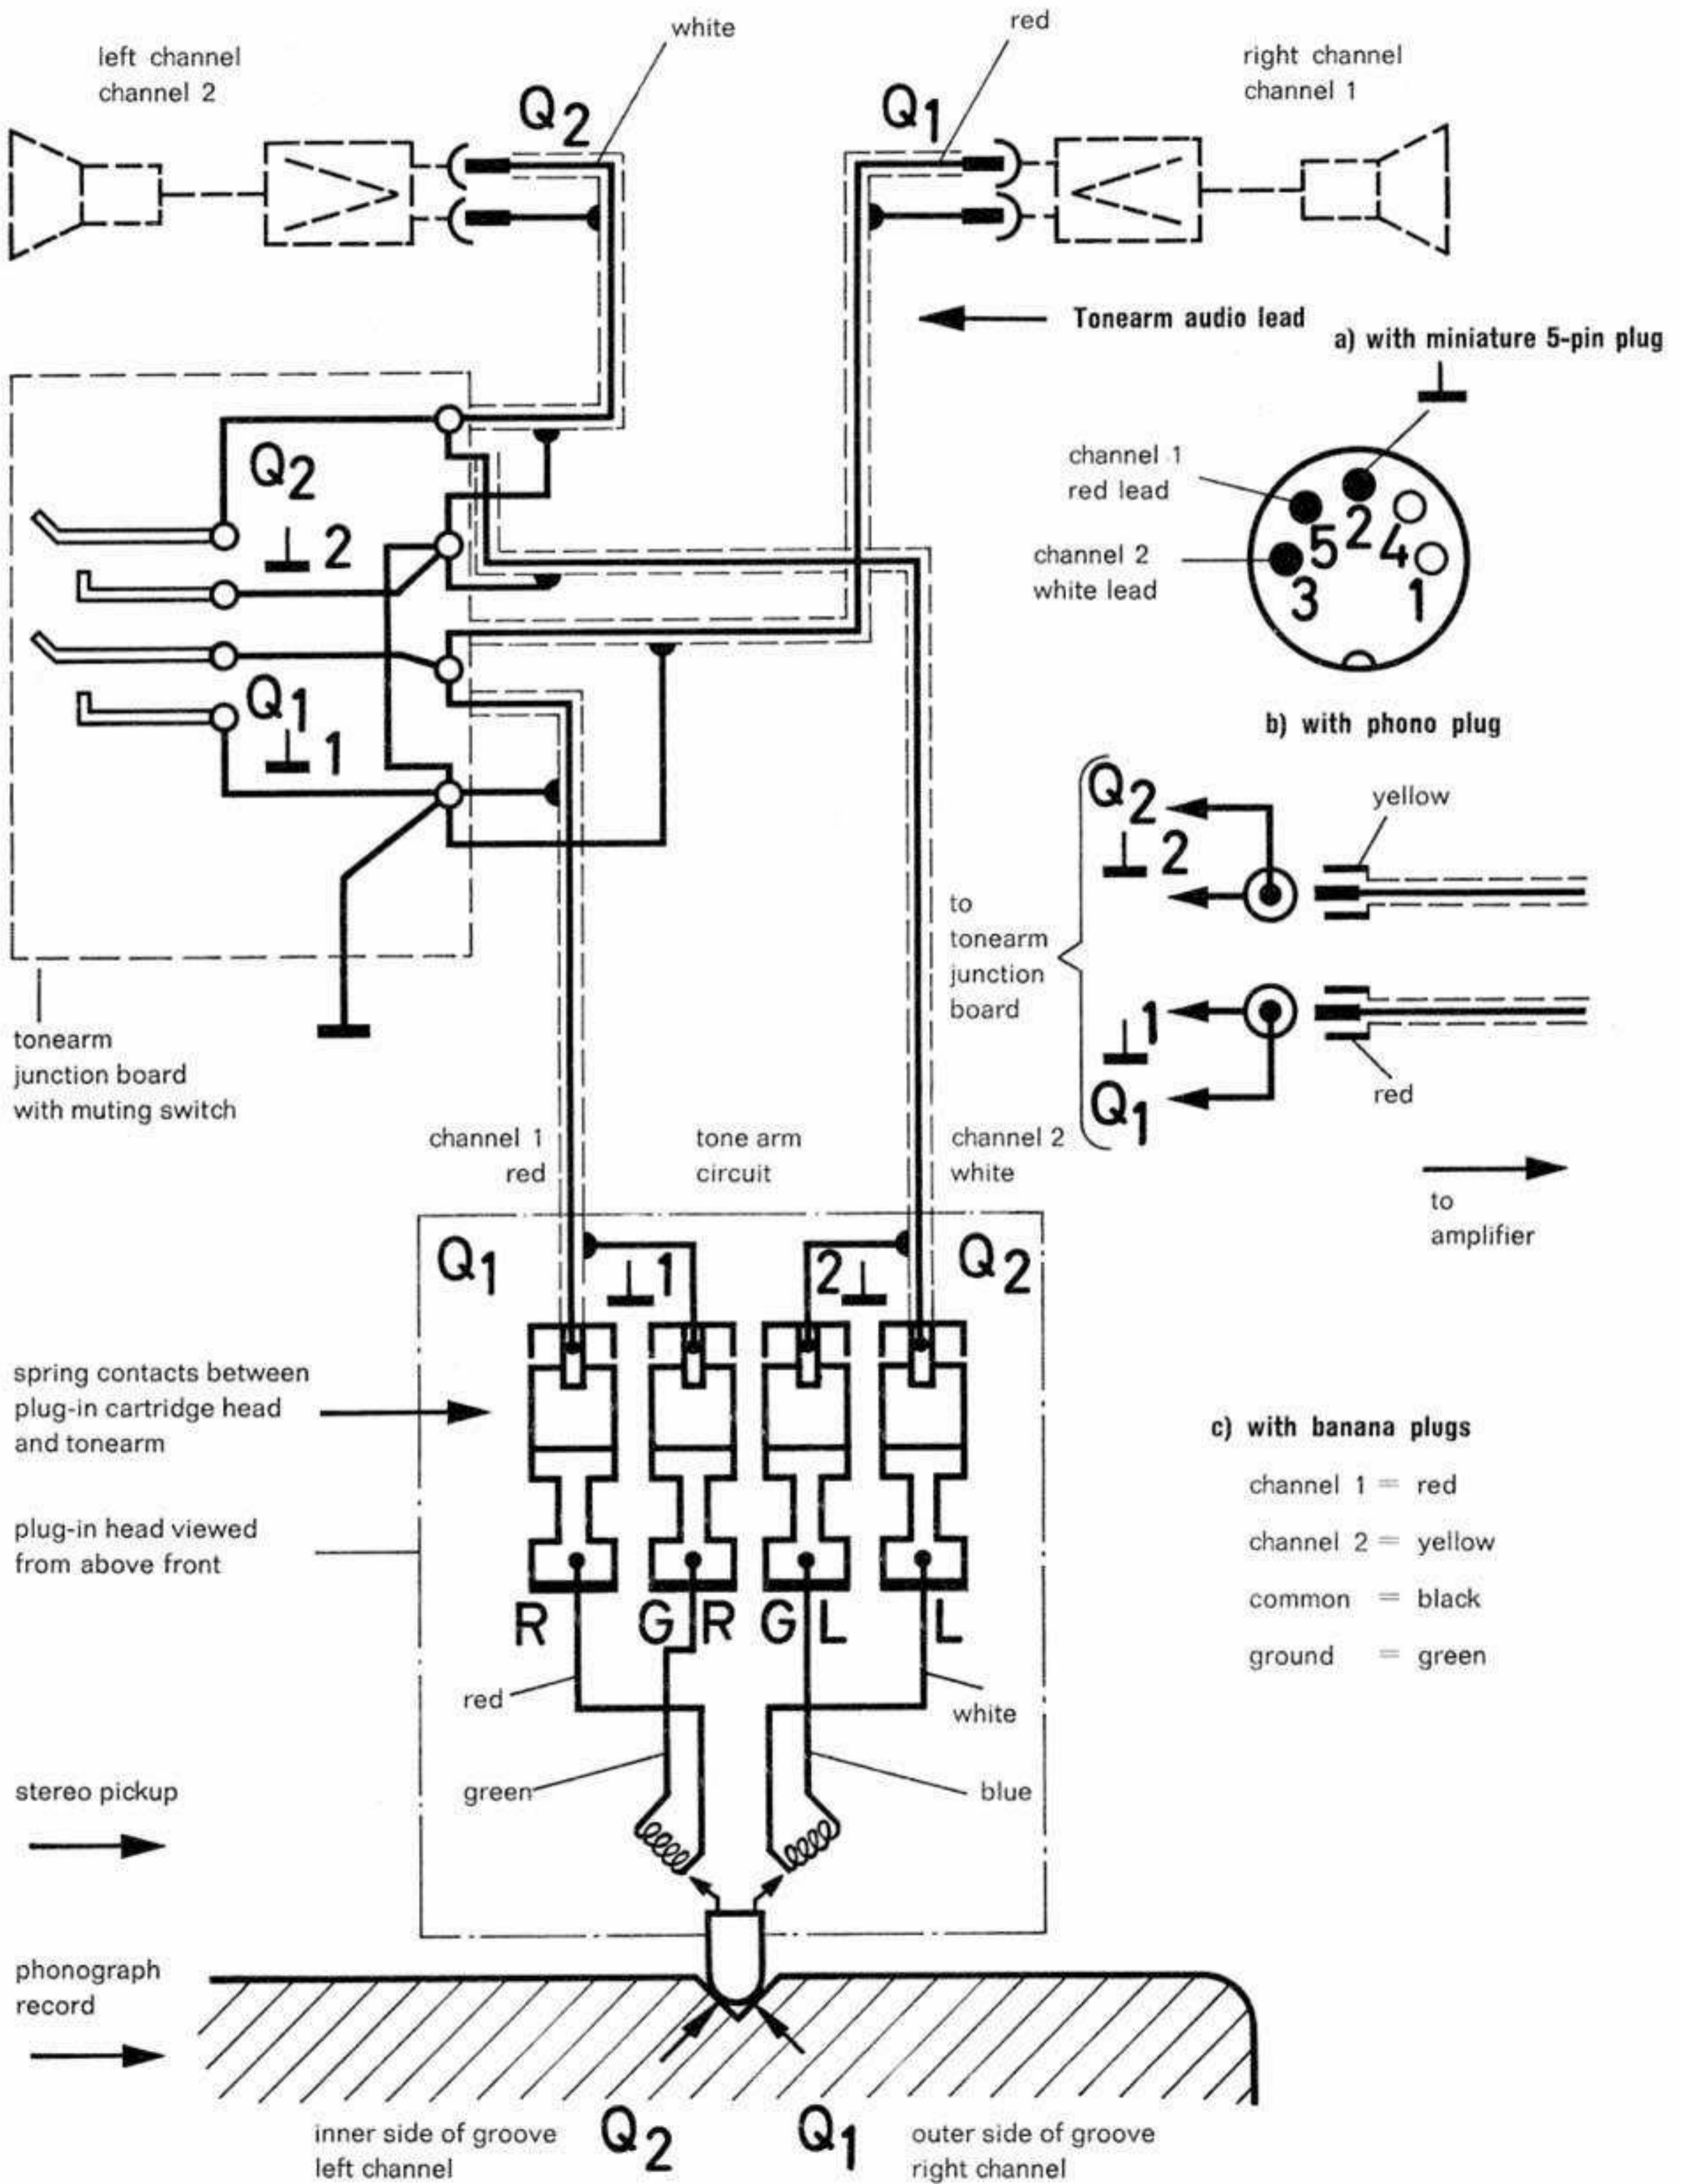 left channel
channel 2
Q2
white
Q1
red
right channel
channel 1
Tonearm audio lead
a) with miniature 5-pin plug
channel 1
red lead
channel 2
white lead
5
2
4
3
1
Q2
2
Q1
1
b) with phono plug
Q2
2
yellow
to
tonearm
junction
board
1
Q1
red
to
amplifier
tonearm
junction board
with muting switch
channel 1
red
tone arm
circuit
channel 2
white
Q1
1
2
Q2
spring contacts between
plug-in cartridge head
and tonearm
plug-in head viewed
from above front
R
G R
G L
L
red
white
green
blue
c) with banana plugs
channel 1 = red
channel 2 = yellow
common = black
ground = green
stereo pickup
phonograph
record
inner side of groove
left channel
Q2
Q1
outer side of groove
right channel